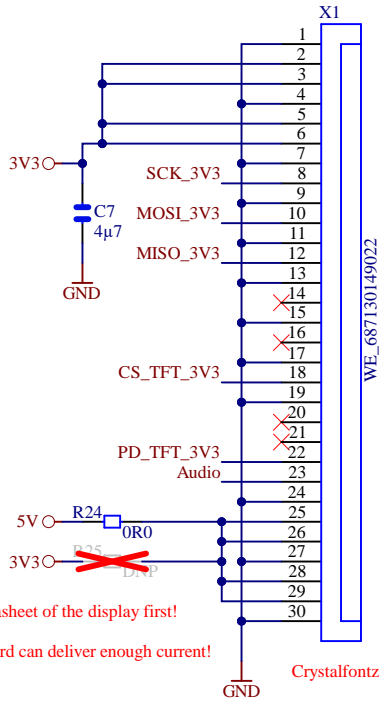 X1
1
2
3
4
5
6
7
8
9
10
11
12
13
14
15
16
17
18
19
20
21
22
23
24
25
26
27
28
29
30
3V3
SCK_3V3
C7
4µ7
MOSI_3V3
MISO_3V3
GND
WE_687130149022
CS_TFT_3V3
PD_TFT_3V3
Audio
5V
R24
0R0
3V3
R25
DNP
asheet of the display first!
rd can deliver enough current!
Crystalfontz
GND